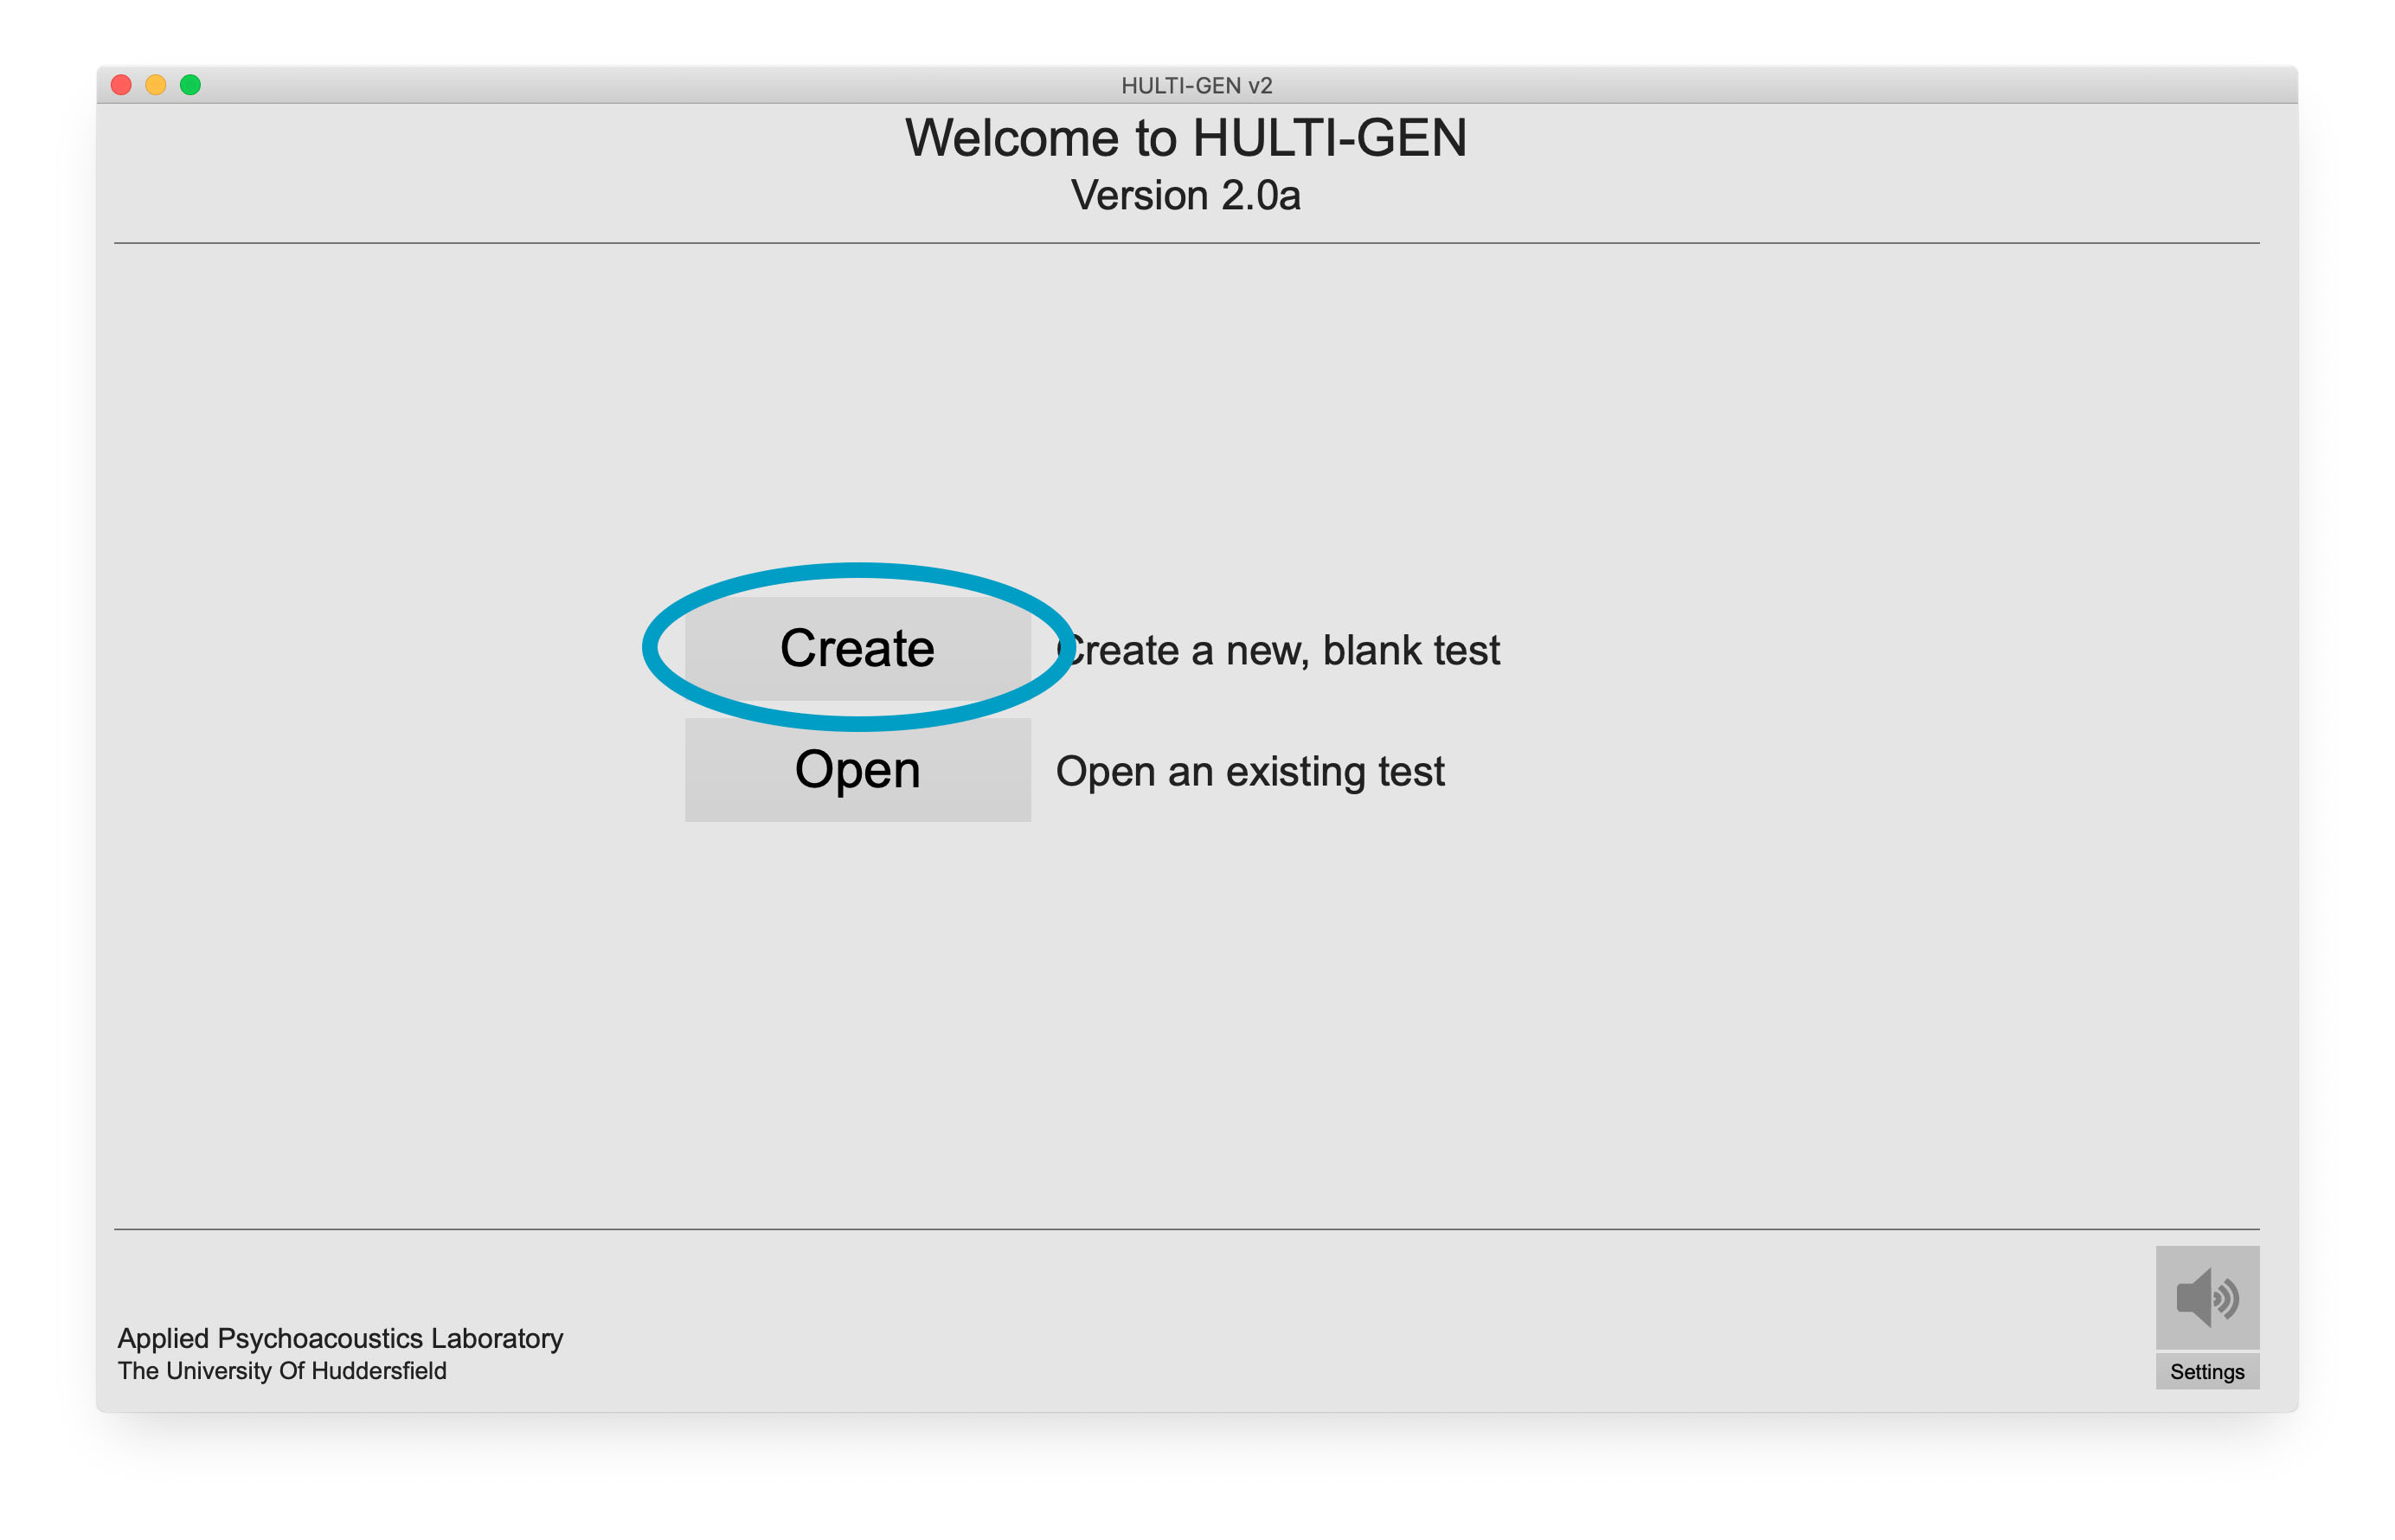 HULTI-GEN v2
Welcome to HULTI-GEN
Version 2.0a
Create
Create a new, blank test
Open
Open an existing test
Applied Psychoacoustics Laboratory
The University Of Huddersfield
Settings